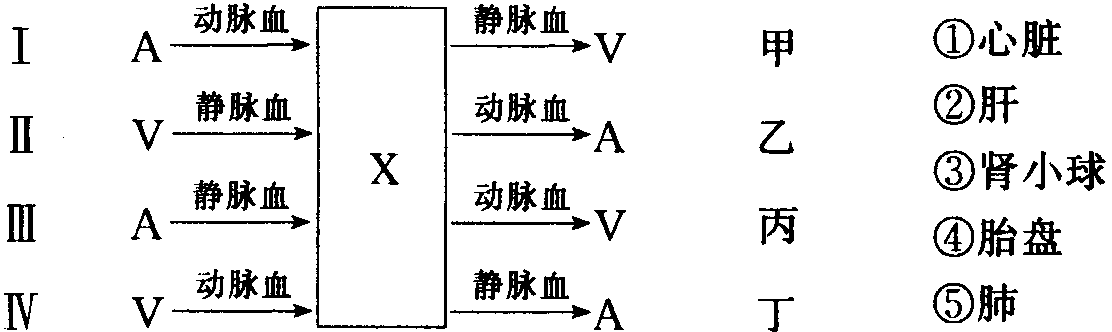 Ⅰ A 动脉血 静脉血 V 甲 ①心脏
Ⅱ V 静脉血 动脉血 A 乙 ②肝
X ③肾小球
Ⅲ A 静脉血 动脉血 V 丙 ④胎盘
Ⅳ V 动脉血 静脉血 A 丁 ⑤肺